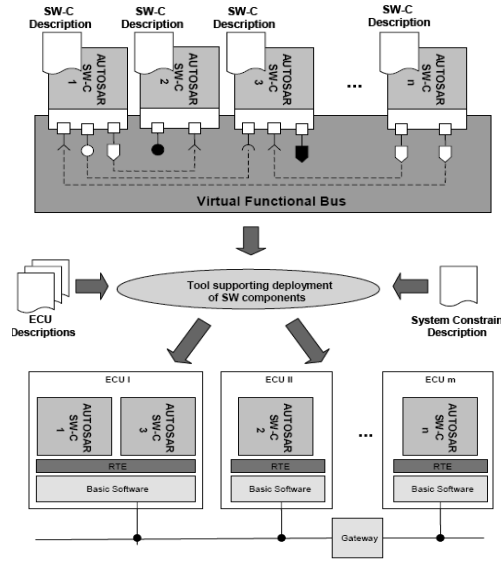 SW-C
Description
SW-C
Description
SW-C
Description
SW-C
Description
AUTOSAR
SW-C
1
AUTOSAR
SW-C
2
AUTOSAR
SW-C
3
...
AUTOSAR
SW-C
n
Virtual Functional Bus
ECU
Descriptions
Tool supporting deployment
of SW components
System Constrain
Description
ECU I
ECU II
ECU m
AUTOSAR
SW-C
1
AUTOSAR
SW-C
3
AUTOSAR
SW-C
2
...
AUTOSAR
SW-C
n
RTE
RTE
RTE
Basic Software
Basic Software
Basic Software
Gateway